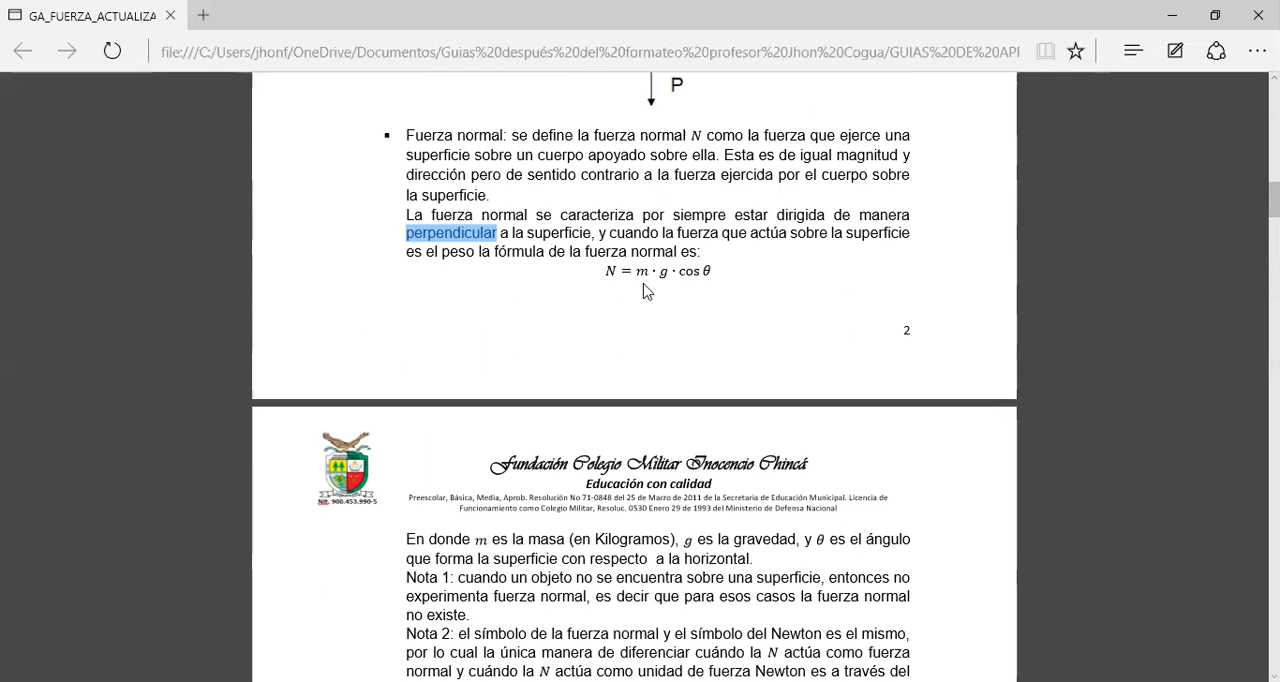 GA_FUERZA_ACTUALIZA
file:///C:/Users/jhonf/OneDrive/Documentos/Guias%20después%20del%20formateo%20profesor%20Jhon%20Cogua/GUIAS%20DE%20API
P
▪ Fuerza normal: se define la fuerza normal N como la fuerza que ejerce una
superficie sobre un cuerpo apoyado sobre ella. Esta es de igual magnitud y
dirección pero de sentido contrario a la fuerza ejercida por el cuerpo sobre
la superficie.
La fuerza normal se caracteriza por siempre estar dirigida de manera
perpendicular a la superficie, y cuando la fuerza que actúa sobre la superficie
es el peso la fórmula de la fuerza normal es:
N = m · g · cos θ
2
Fundación Colegio Militar Inocencio Chincá
Educación con calidad
Preescolar, Básica, Media, Aprob. Resolución No 71-0848 del 25 de Marzo de 2011 de la Secretaria de Educación Municipal. Licencia de
Funcionamiento como Colegio Militar, Resoluc. 0530 Enero 29 de 1993 del Ministerio de Defensa Nacional
Nit. 900.453.990-5
En donde m es la masa (en Kilogramos), g es la gravedad, y θ es el ángulo
que forma la superficie con respecto a la horizontal.
Nota 1: cuando un objeto no se encuentra sobre una superficie, entonces no
experimenta fuerza normal, es decir que para esos casos la fuerza normal
no existe.
Nota 2: el símbolo de la fuerza normal y el símbolo del Newton es el mismo,
por lo cual la única manera de diferenciar cuándo la N actúa como fuerza
normal y cuándo la N actúa como unidad de fuerza Newton es a través del